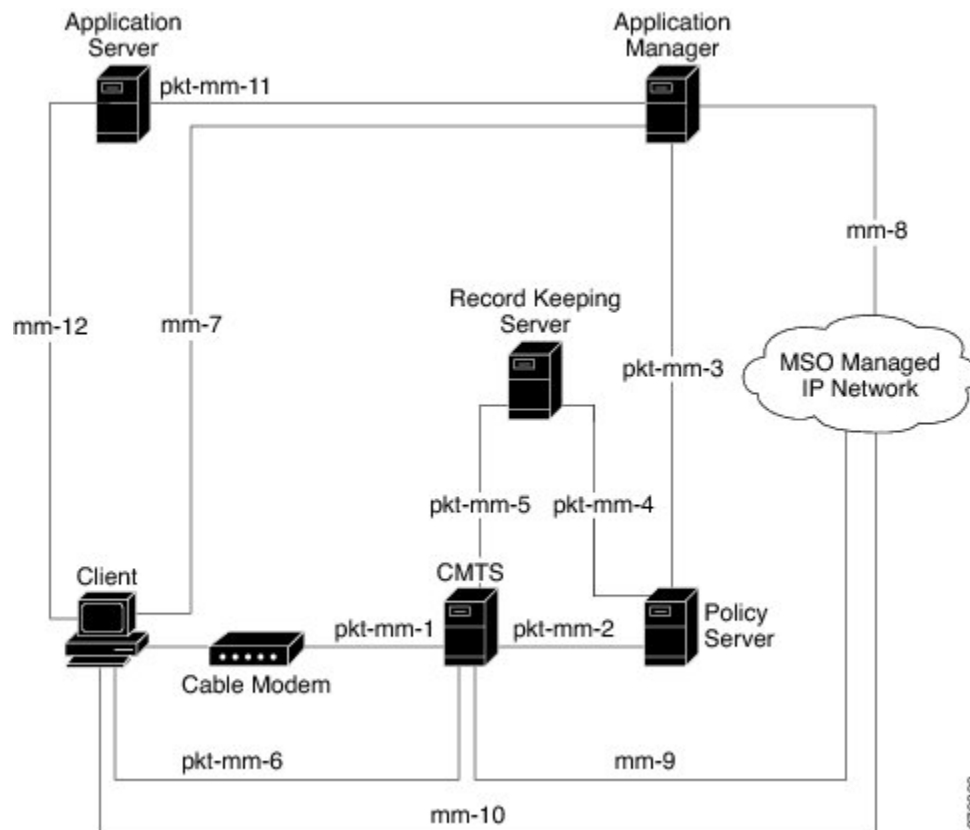 Application
Server
Application
Manager
pkt-mm-11
mm-8
mm-12
mm-7
Record Keeping
Server
pkt-mm-3
MSO Managed
IP Network
pkt-mm-5
pkt-mm-4
Client
CMTS
Policy
Server
pkt-mm-1
pkt-mm-2
Cable Modem
pkt-mm-6
mm-9
mm-10